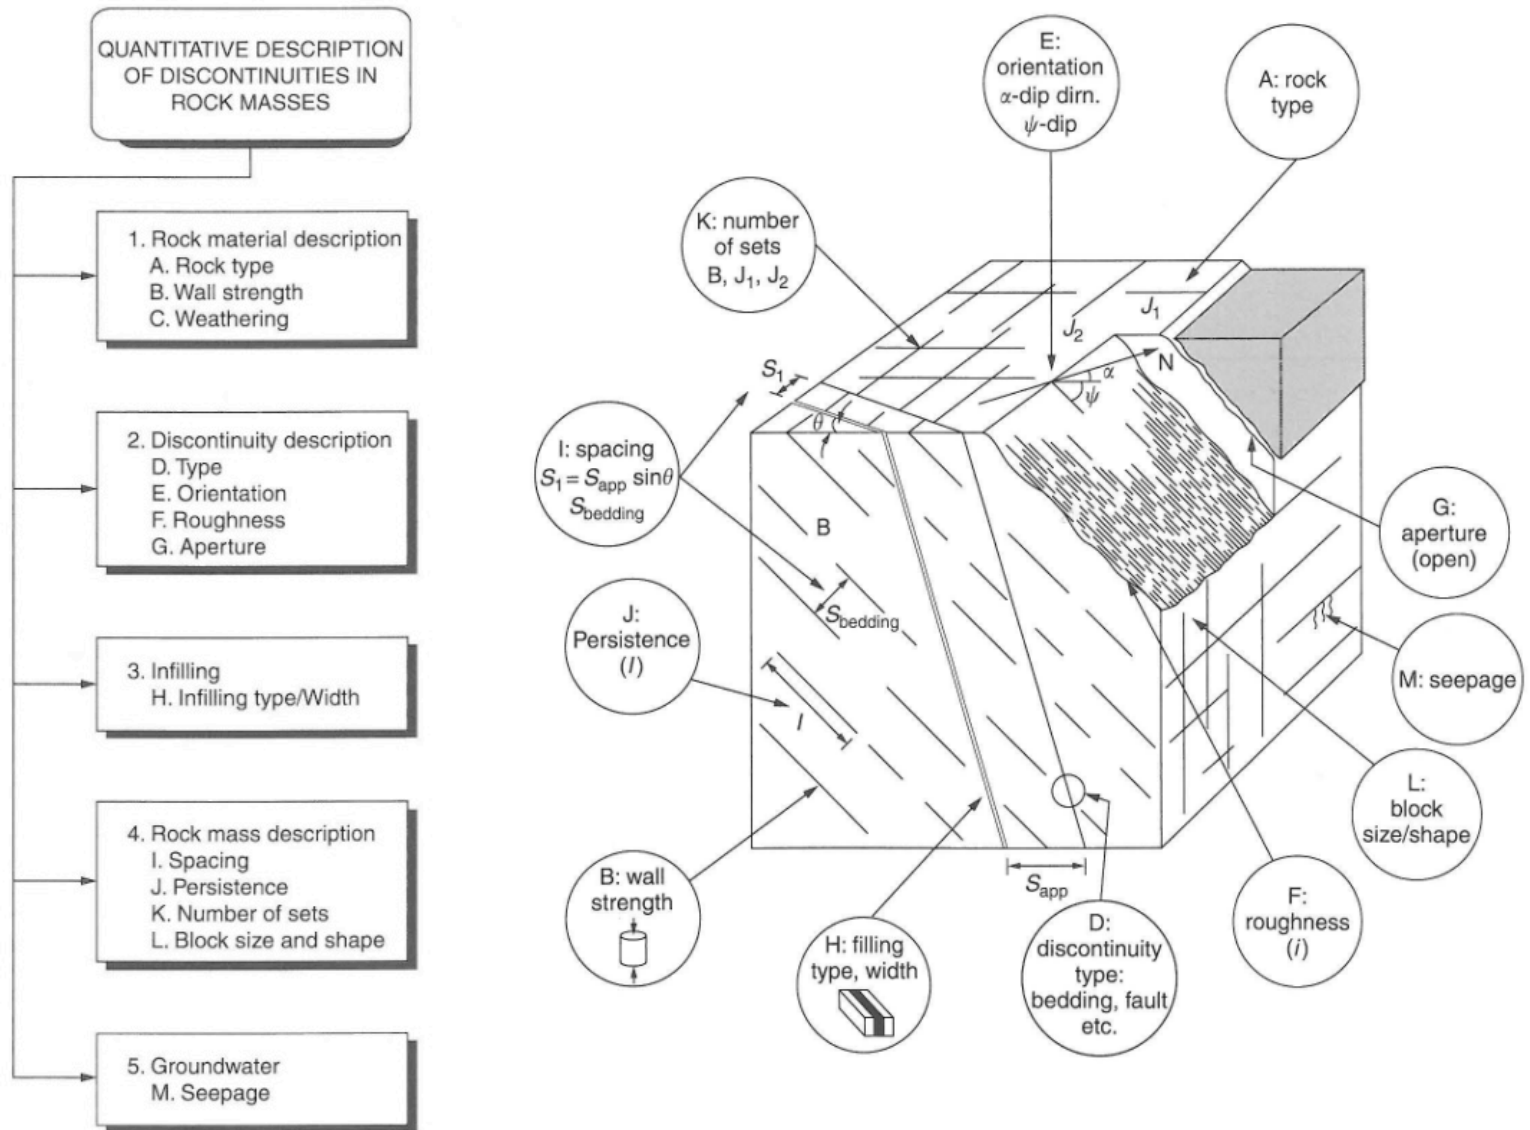 QUANTITATIVE DESCRIPTION
OF DISCONTINUITIES IN
ROCK MASSES
1. Rock material description
A. Rock type
B. Wall strength
C. Weathering
2. Discontinuity description
D. Type
E. Orientation
F. Roughness
G. Aperture
3. Infilling
H. Infilling type/Width
4. Rock mass description
I. Spacing
J. Persistence
K. Number of sets
L. Block size and shape
5. Groundwater
M. Seepage
E:
orientation
α-dip dirn.
ψ-dip
A: rock
type
K: number
of sets
B, J₁, J₂
J₁
J₂
N
α
ψ
S₁
θ
I: spacing
S₁ = S_app sinθ
S_bedding
B
S_bedding
J:
Persistence
(l)
l
G:
aperture
(open)
M: seepage
L:
block
size/shape
F:
roughness
(i)
B: wall
strength
H: filling
type, width
S_app
D:
discontinuity
type:
bedding, fault
etc.